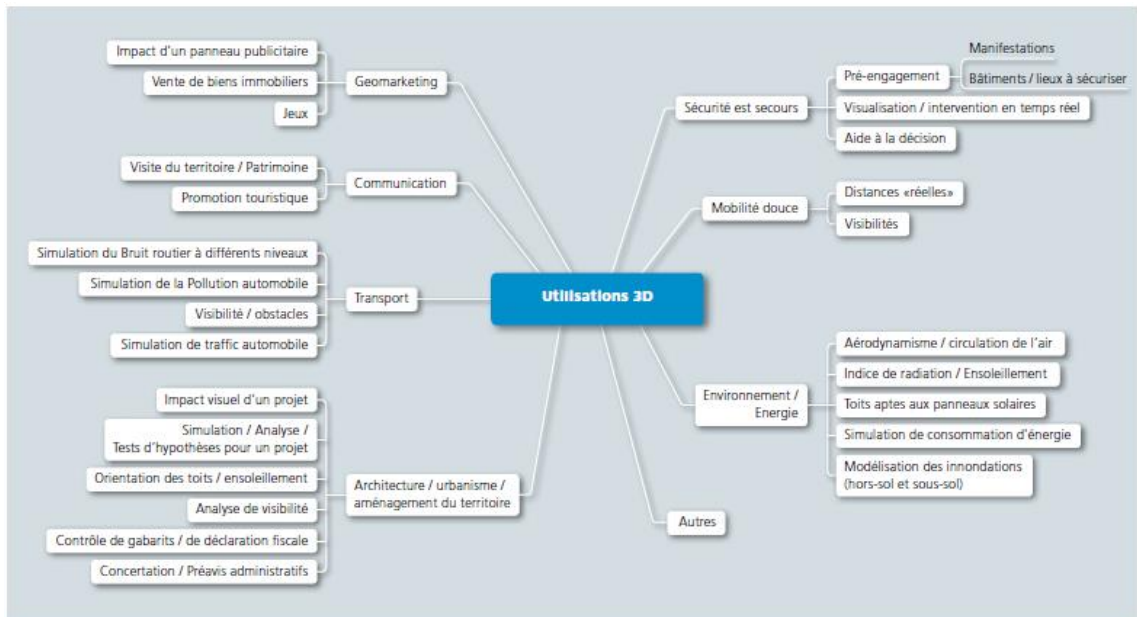 Utilisations 3D
Geomarketing
Impact d'un panneau publicitaire
Vente de biens immobiliers
Jeux
Communication
Visite du territoire / Patrimoine
Promotion touristique
Transport
Simulation du Bruit routier à différents niveaux
Simulation de la Pollution automobile
Visibilité / obstacles
Simulation de traffic automobile
Architecture / urbanisme /
aménagement du territoire
Impact visuel d'un projet
Simulation / Analyse /
Tests d'hypothèses pour un projet
Orientation des toits / ensoleillement
Analyse de visibilité
Contrôle de gabarits / de déclaration fiscale
Concertation / Préavis administratifs
Sécurité est secours
Pré-engagement
Manifestations
Bâtiments / lieux à sécuriser
Visualisation / intervention en temps réel
Aide à la décision
Mobilité douce
Distances «réelles»
Visibilités
Environnement /
Energie
Aérodynamisme / circulation de l'air
Indice de radiation / Ensoleillement
Toits aptes aux panneaux solaires
Simulation de consommation d'énergie
Modélisation des innondations
(hors-sol et sous-sol)
Autres